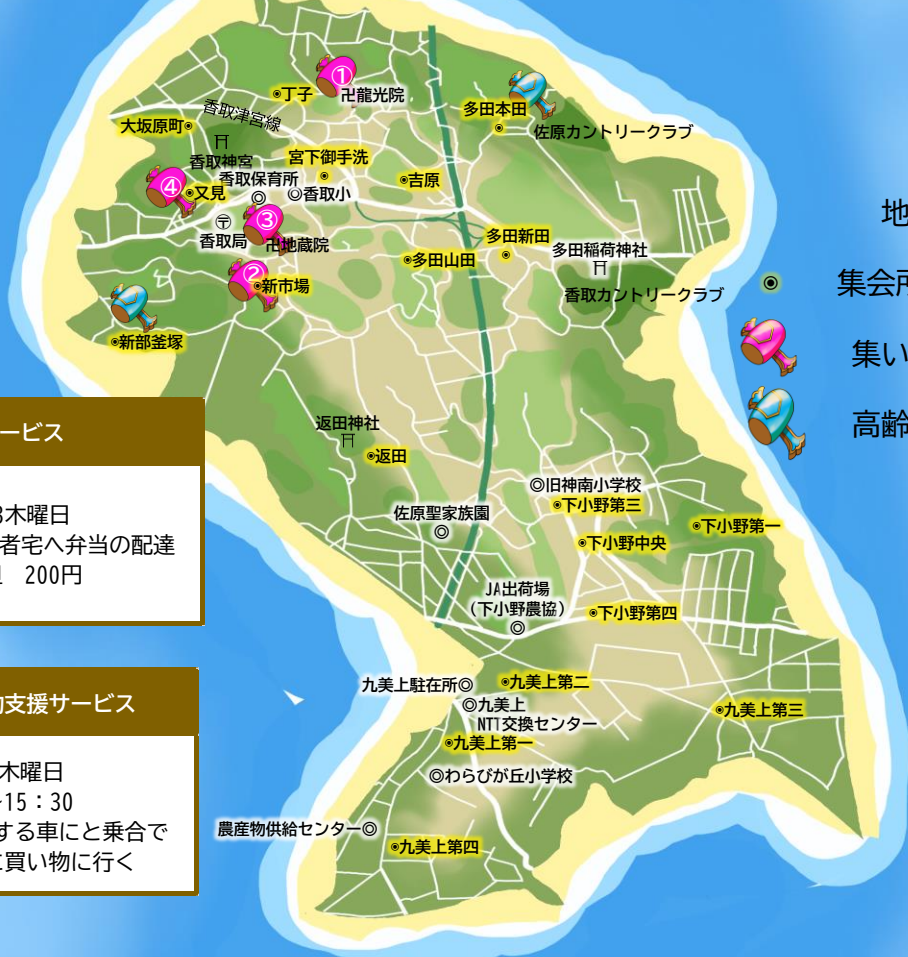 ①
◉丁子
卍龍光院
多田本田
◉
佐原カントリークラブ
香取津宮線
大坂原町◉
香取神宮
宮下御手洗
◉
香取保育所
◎
◎香取小
◉吉原
④
◉又見
③
〒
香取局
卍地蔵院
②
◉新市場
多田新田
◉
◉多田山田
多田稲荷神社
香取カントリークラブ
◉新部釜塚
地
◉ 集会所
集い
高齢
返田神社
◉返田
◎旧神南小学校
◉下小野第三
佐原聖家族園
◎
◉下小野第一
◉下小野中央
JA出荷場
(下小野農協)
◎
◉下小野第四
九美上駐在所◎
◉九美上第二
◎九美上
NTT交換センター
◉九美上第三
◉九美上第一
◎わらびが丘小学校
農産物供給センター◎
◉九美上第四
ービス
木曜日
者宅へ弁当の配達
200円
支援サービス
木曜日
15：30
する車にと乗合で
買い物に行く